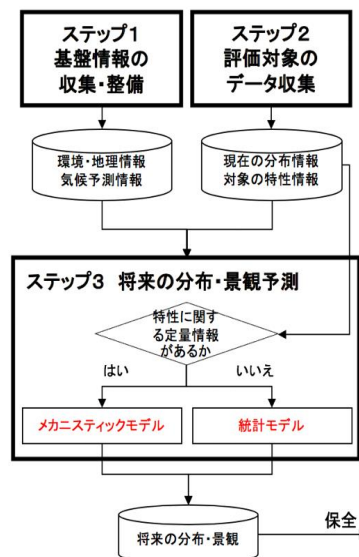 ステップ1
基盤情報の
収集・整備
ステップ2
評価対象の
データ収集
環境・地理情報
気候予測情報
現在の分布情報
対象の特性情報
ステップ3 将来の分布・景観予測
特性に関す
る定量情報
があるか
はい
いいえ
メカニスティックモデル
統計モデル
将来の分布・景観
保全